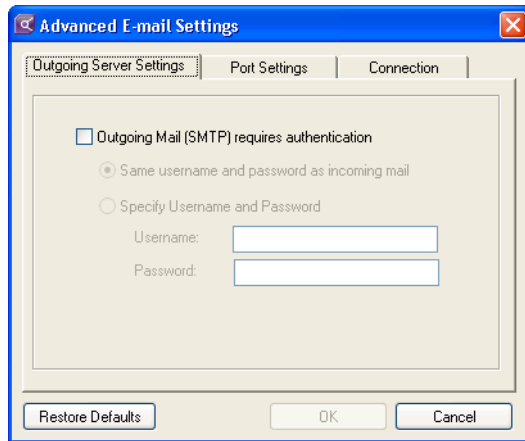 Advanced E-mail Settings
Outgoing Server Settings
Port Settings
Connection
Outgoing Mail (SMTP) requires authentication
Same username and password as incoming mail
Specify Username and Password
Username:
Password:
Restore Defaults
OK
Cancel